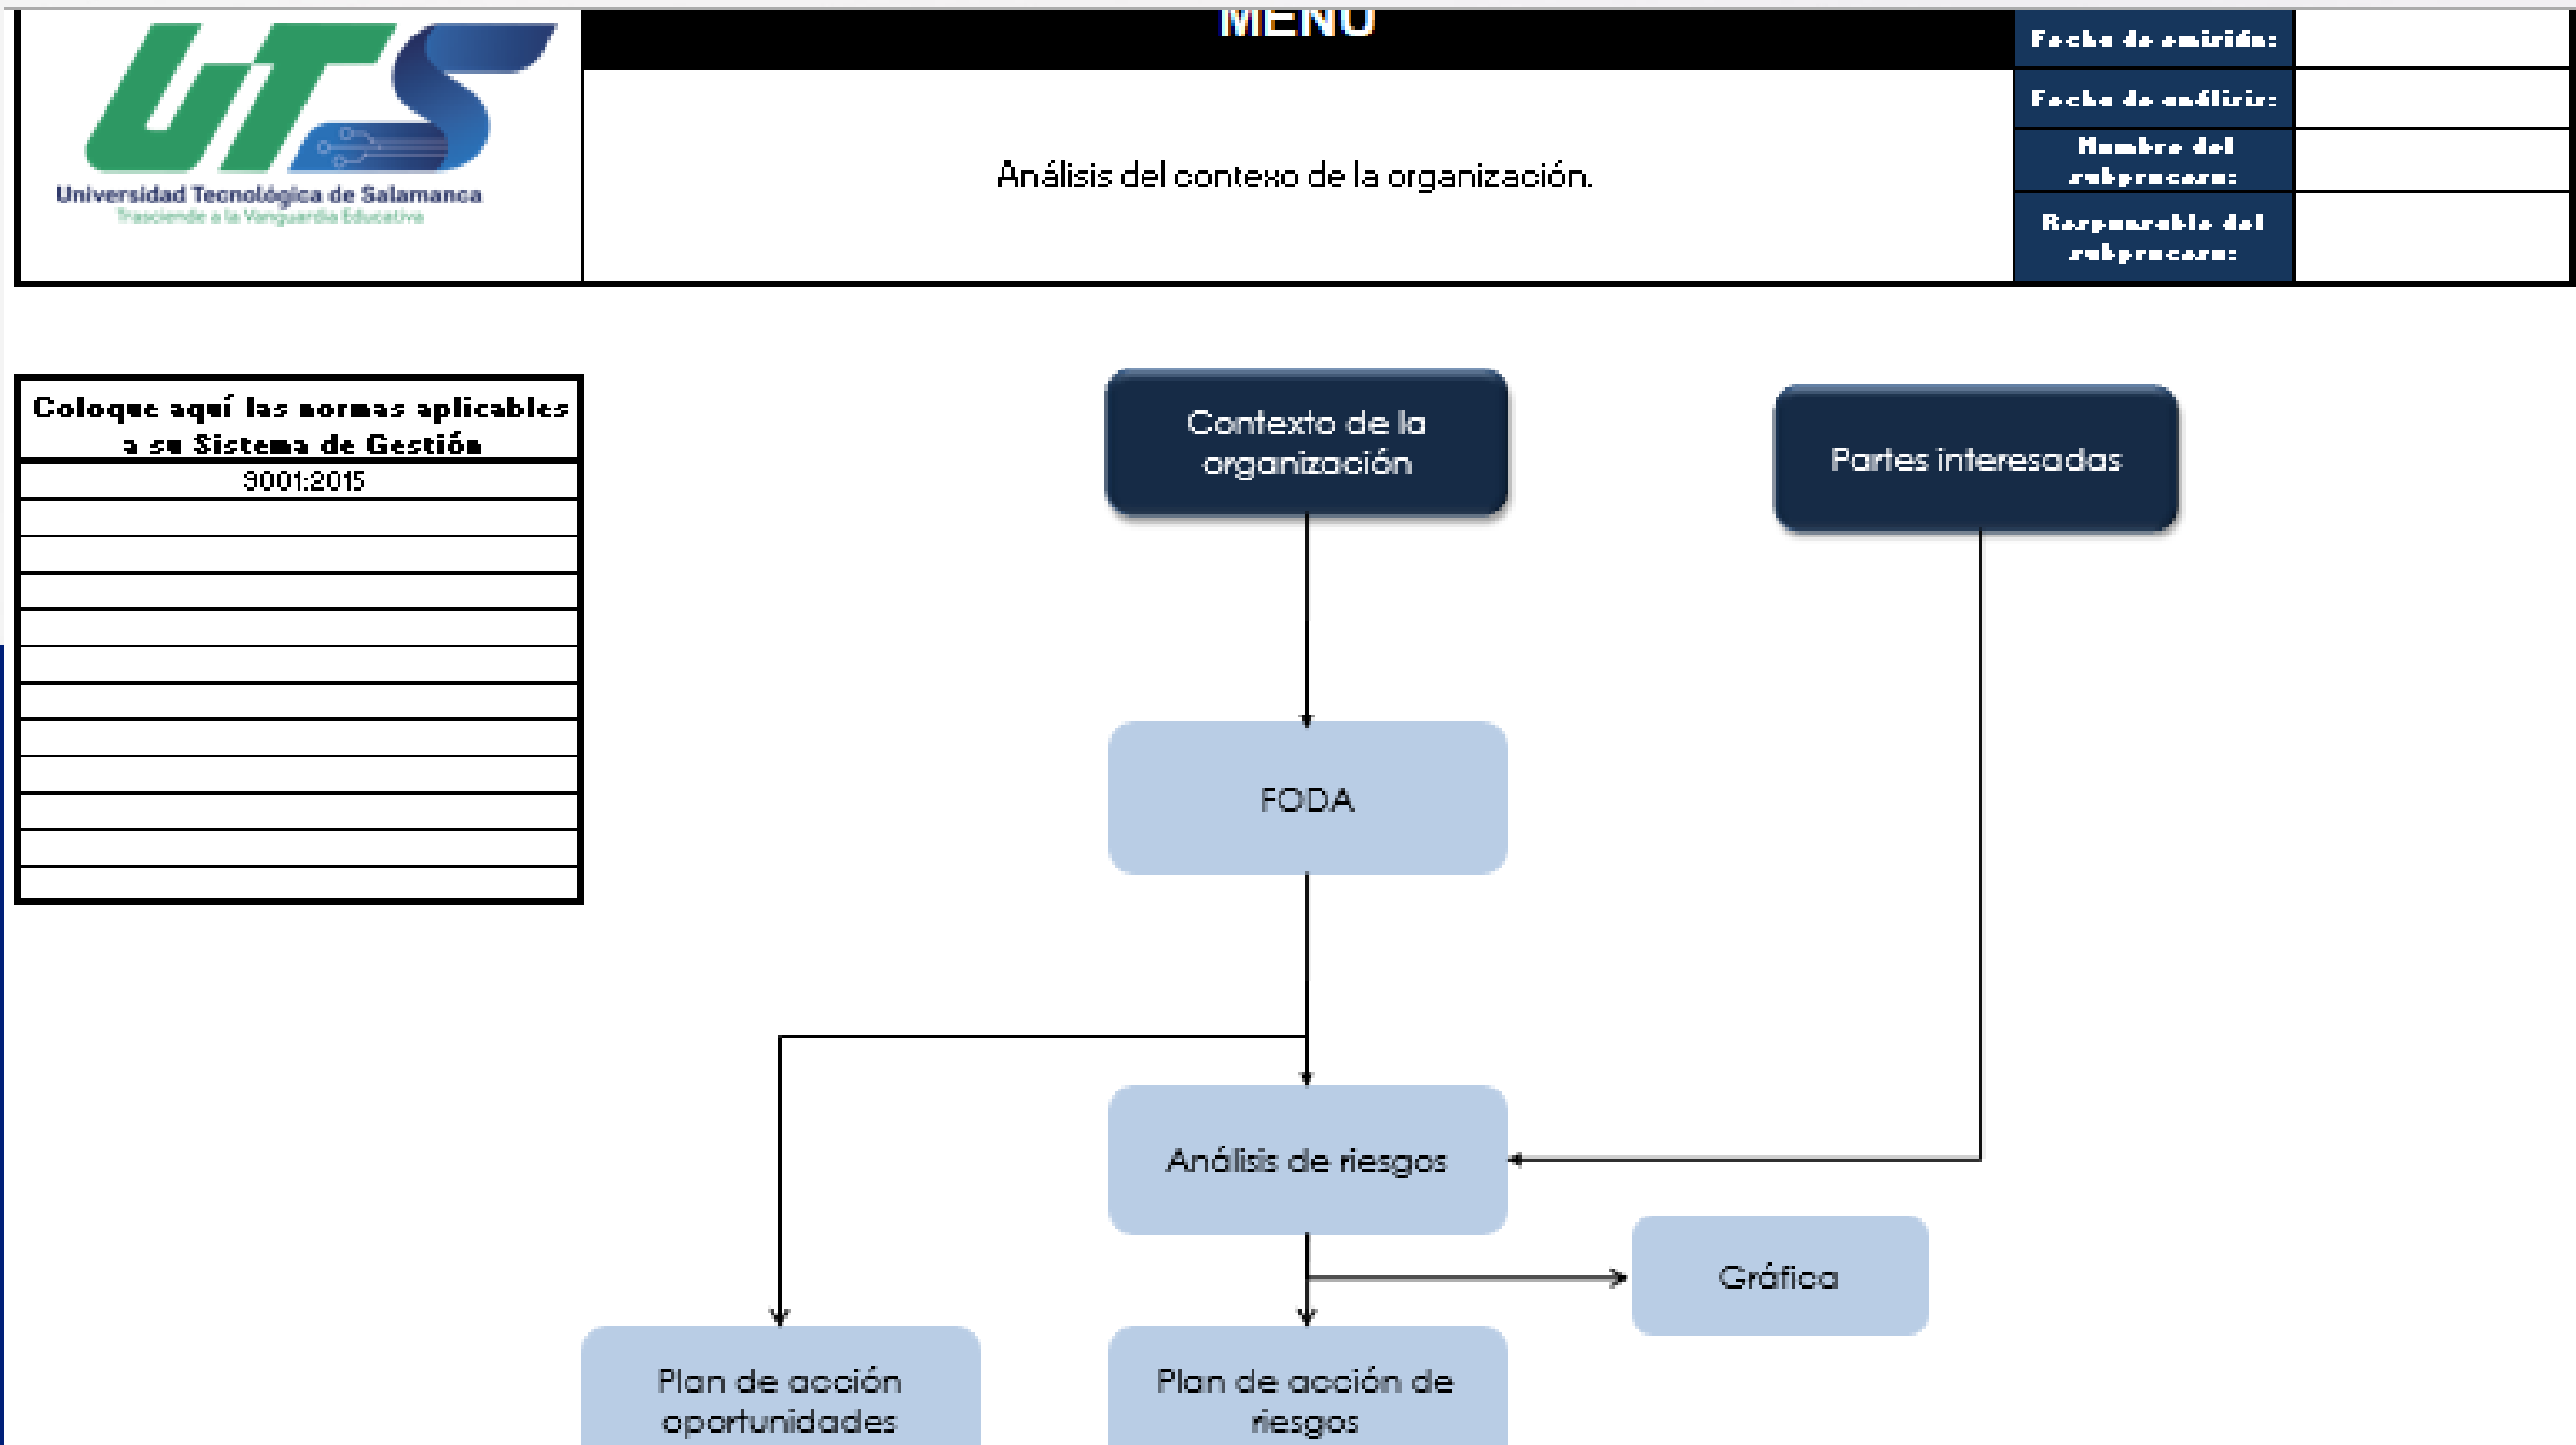 MENÚ
UTS
Universidad Tecnológica de Salamanca
Trasciende a la Vanguardia Educativa
Análisis del contexo de la organización.
Fecha de emisión:
Fecha de análisis:
Nombre del
subproceso:
Responsable del
subproceso:
Coloque aquí las normas aplicables
a su Sistema de Gestión
9001:2015
Contexto de la
organización
Partes interesadas
FODA
Análisis de riesgos
Gráfica
Plan de acción
oportunidades
Plan de acción de
riesgos